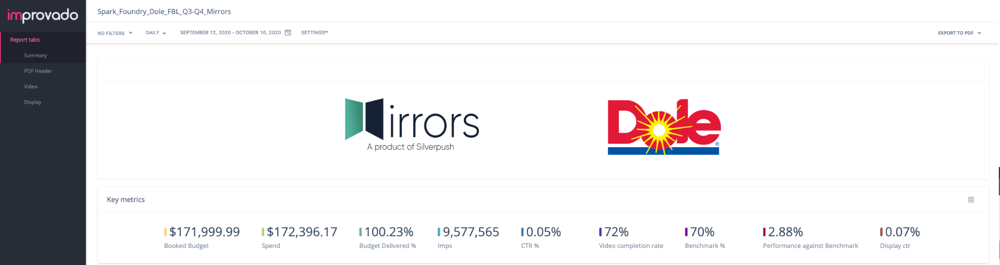 improvado
Spark_Foundry_Dole_FBL_Q3-Q4_Mirrors
NO FILTERS
DAILY
SEPTEMBER 12, 2020 - OCTOBER 10, 2020
SETTINGS
EXPORT TO PDF
Report tabs
Summary
PDF Header
Video
Display
irrors
A product of Silverpush
Dole
®
Key metrics
$171,999.99
Booked Budget
$172,396.17
Spend
100.23%
Budget Delivered %
9,577,565
Imps
0.05%
CTR %
72%
Video completion rate
70%
Benchmark %
2.88%
Performance against Benchmark
0.07%
Display ctr